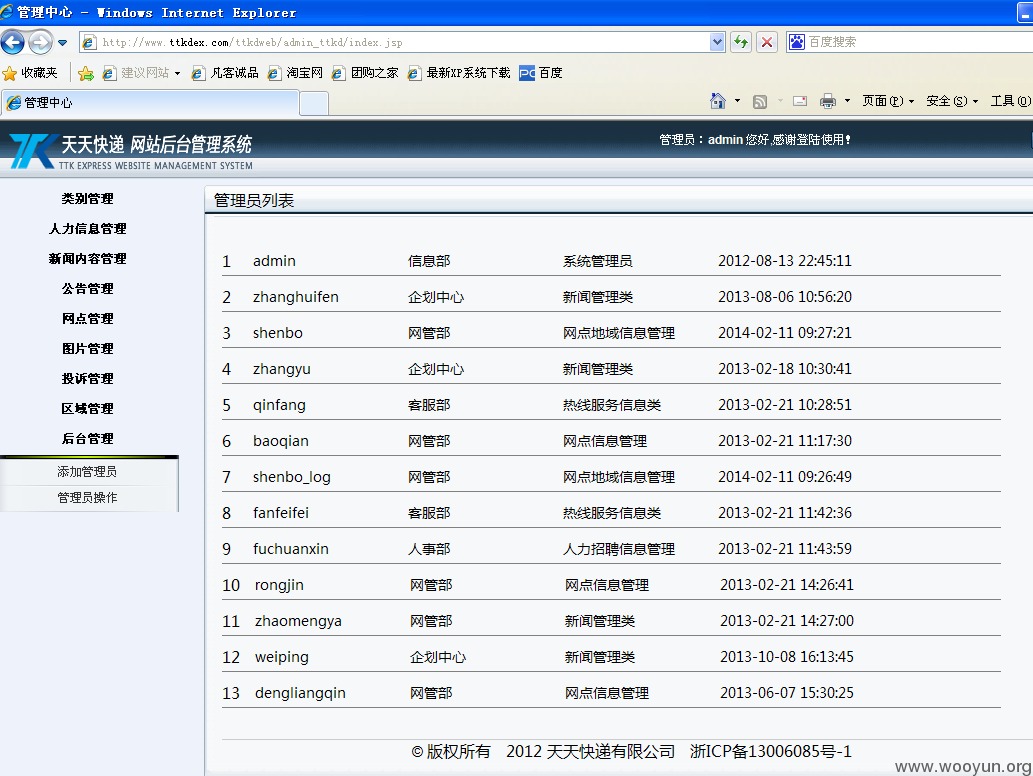 管理中心 - Windows Internet Explorer
http://www.ttkdex.com/ttkdweb/admin_ttkd/index.jsp
百度搜索
收藏夹 建议网站 凡客诚品 淘宝网 团购之家 最新XP系统下载 PC 百度
管理中心
页面(P) 安全(S) 工具(O)
TTK 天天快递 网站后台管理系统
TTK EXPRESS WEBSITE MANAGEMENT SYSTEM
管理员：admin 您好,感谢登陆使用!
类别管理
人力信息管理
新闻内容管理
公告管理
网点管理
图片管理
投诉管理
区域管理
后台管理
添加管理员
管理员操作
管理员列表
1 admin 信息部 系统管理员 2012-08-13 22:45:11
2 zhanghuifen 企划中心 新闻管理类 2013-08-06 10:56:20
3 shenbo 网管部 网点地域信息管理 2014-02-11 09:27:21
4 zhangyu 企划中心 新闻管理类 2013-02-18 10:30:41
5 qinfang 客服部 热线服务信息类 2013-02-21 10:28:51
6 baoqian 网管部 网点信息管理 2013-02-21 11:17:30
7 shenbo_log 网管部 网点地域信息管理 2014-02-11 09:26:49
8 fanfeifei 客服部 热线服务信息类 2013-02-21 11:42:36
9 fuchuanxin 人事部 人力招聘信息管理 2013-02-21 11:43:59
10 rongjin 网管部 网点信息管理 2013-02-21 14:26:41
11 zhaomengya 网管部 新闻管理类 2013-02-21 14:27:00
12 weiping 企划中心 新闻管理类 2013-10-08 16:13:45
13 dengliangqin 网管部 网点信息管理 2013-06-07 15:30:25
© 版权所有 2012 天天快递有限公司 浙ICP备13006085号-1
www.wooyun.org